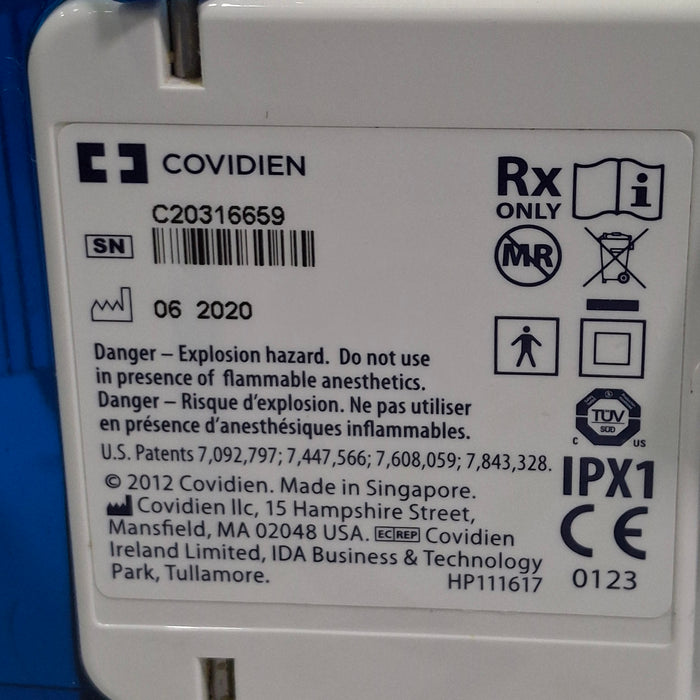 COVIDIEN
Rx
ONLY
C20316659
SN
MR
06 2020
Danger – Explosion hazard. Do not use
in presence of flammable anesthetics.
Danger – Risque d'explosion. Ne pas utiliser
en présence d'anesthésiques inflammables.
TÜV
SÜD
C US
U.S. Patents 7,092,797; 7,447,566; 7,608,059; 7,843,328.
IPX1
© 2012 Covidien. Made in Singapore.
Covidien llc, 15 Hampshire Street,
Mansfield, MA 02048 USA. EC REP Covidien
Ireland Limited, IDA Business & Technology
Park, Tullamore.
HP111617
CE
0123